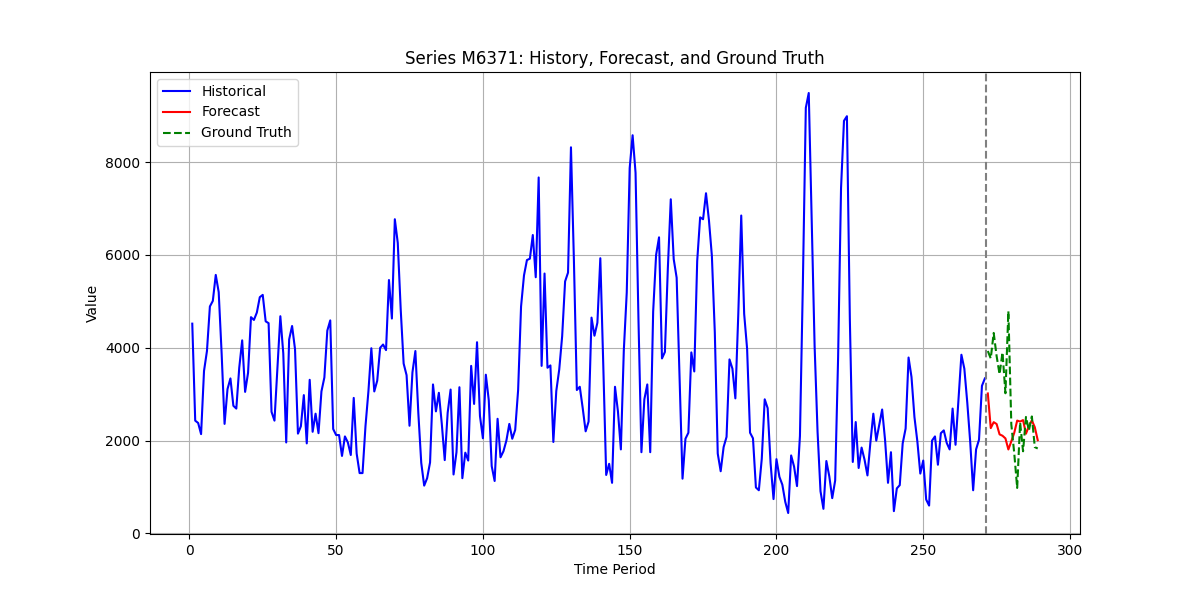 Series M6371: History, Forecast, and Ground Truth
Historical
Forecast
Ground Truth
Value
8000
6000
4000
2000
0
0 50 100 150 200 250 300
Time Period